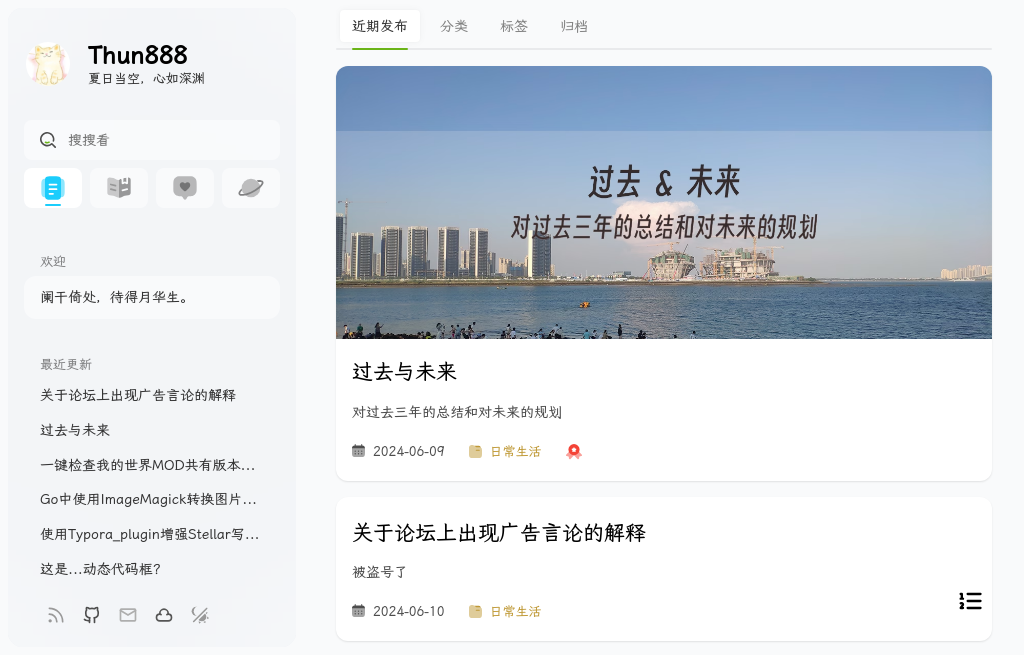 Thun888
夏日当空，心如深渊
搜搜看
欢迎
阑干倚处，待得月华生。
最近更新
关于论坛上出现广告言论的解释
过去与未来
一键检查我的世界MOD共有版本...
Go中使用ImageMagick转换图片...
使用Typora_plugin增强Stellar写...
这是...动态代码框?
近期发布 分类 标签 归档
过去 & 未来
对过去三年的总结和对未来的规划
过去与未来
对过去三年的总结和对未来的规划
2024-06-09 日常生活
关于论坛上出现广告言论的解释
被盗号了
2024-06-10 日常生活